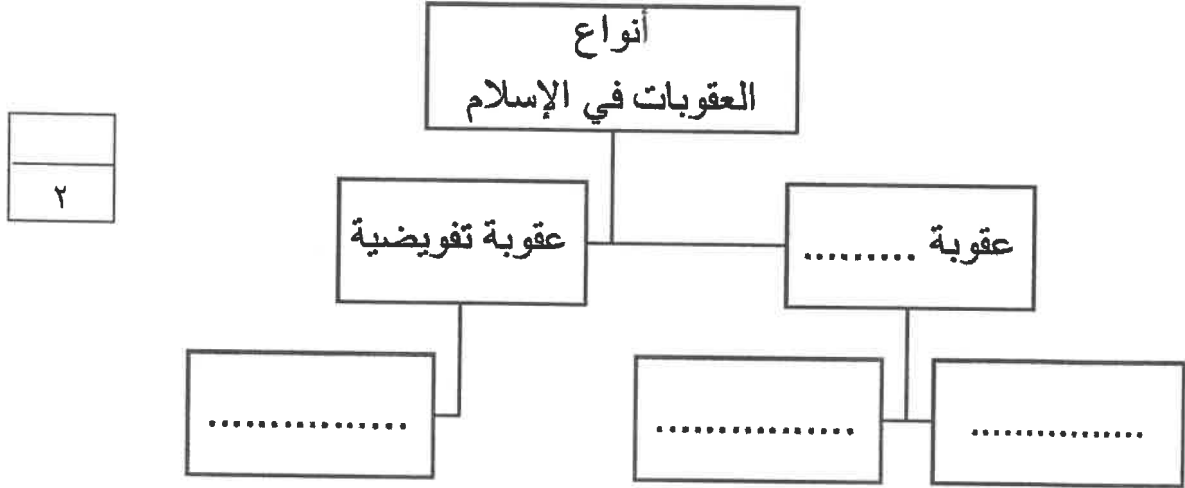 أنواع
العقوبات في الإسلام
٢
عقوبة .........
عقوبة تفويضية
................
................
................